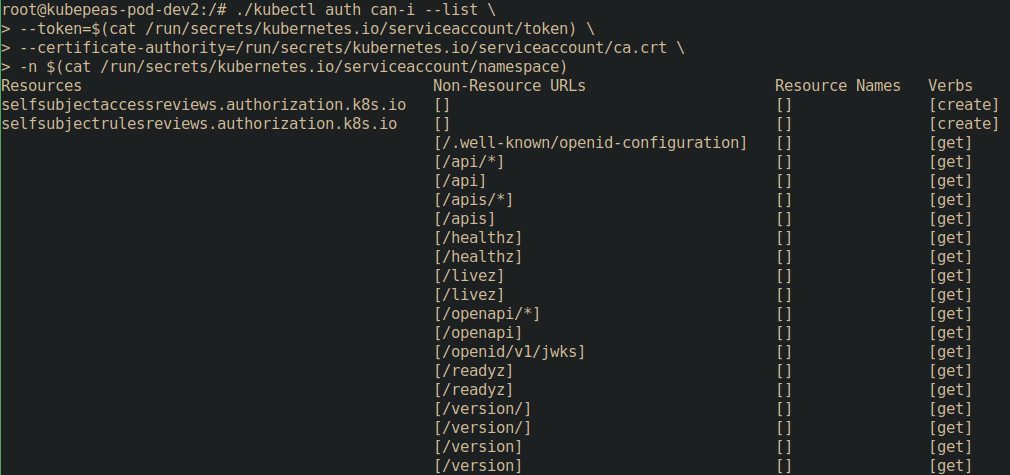 root@kubepeas-pod-dev2:/# ./kubectl auth can-i --list \
> --token=$(cat /run/secrets/kubernetes.io/serviceaccount/token) \
> --certificate-authority=/run/secrets/kubernetes.io/serviceaccount/ca.crt \
> -n $(cat /run/secrets/kubernetes.io/serviceaccount/namespace)
Resources Non-Resource URLs Resource Names Verbs
selfsubjectaccessreviews.authorization.k8s.io [] [] [create]
selfsubjectrulesreviews.authorization.k8s.io [] [] [create]
[/.well-known/openid-configuration] [] [get]
[/api/*] [] [get]
[/api] [] [get]
[/apis/*] [] [get]
[/apis] [] [get]
[/healthz] [] [get]
[/healthz] [] [get]
[/livez] [] [get]
[/livez] [] [get]
[/openapi/*] [] [get]
[/openapi] [] [get]
[/openid/v1/jwks] [] [get]
[/readyz] [] [get]
[/readyz] [] [get]
[/version/] [] [get]
[/version/] [] [get]
[/version] [] [get]
[/version] [] [get]